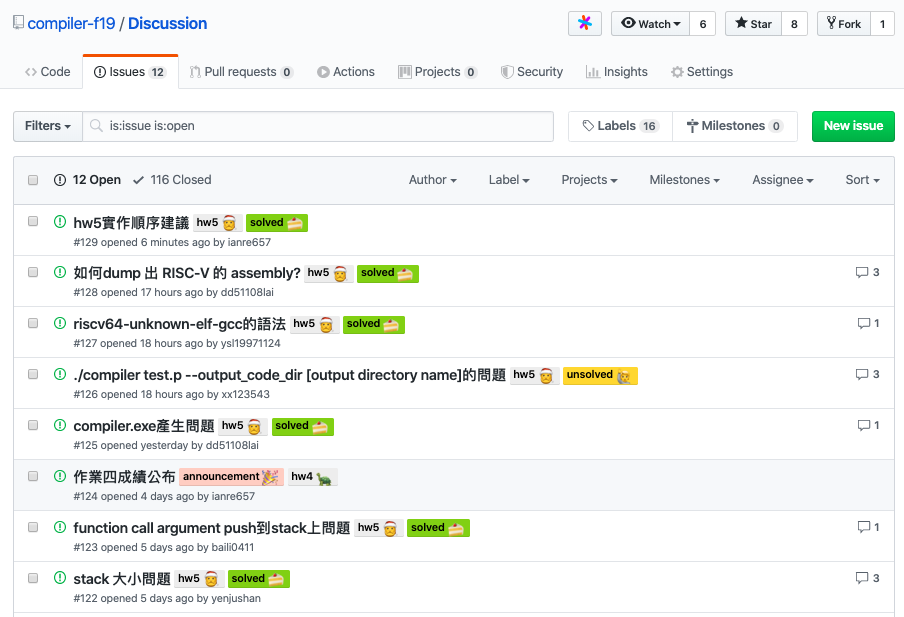 compiler-f19 / Discussion
Watch 6 Star 8 Fork 1
Code Issues 12 Pull requests 0 Actions Projects 0 Security Insights Settings
Filters is:issue is:open Labels 16 Milestones 0 New issue
12 Open 116 Closed Author Label Projects Milestones Assignee Sort
hw5實作順序建議 hw5 solved
#129 opened 6 minutes ago by ianre657
如何dump 出 RISC-V 的 assembly? hw5 solved 3
#128 opened 17 hours ago by dd51108lai
riscv64-unknown-elf-gcc的語法 hw5 solved 1
#127 opened 18 hours ago by ysl19971124
./compiler test.p --output_code_dir [output directory name]的問題 hw5 unsolved 3
#126 opened 18 hours ago by xx123543
compiler.exe產生問題 hw5 solved 1
#125 opened yesterday by dd51108lai
作業四成績公布 announcement hw4
#124 opened 4 days ago by ianre657
function call argument push到stack上問題 hw5 solved 1
#123 opened 5 days ago by baili0411
stack 大小問題 hw5 solved 3
#122 opened 5 days ago by yenjushan